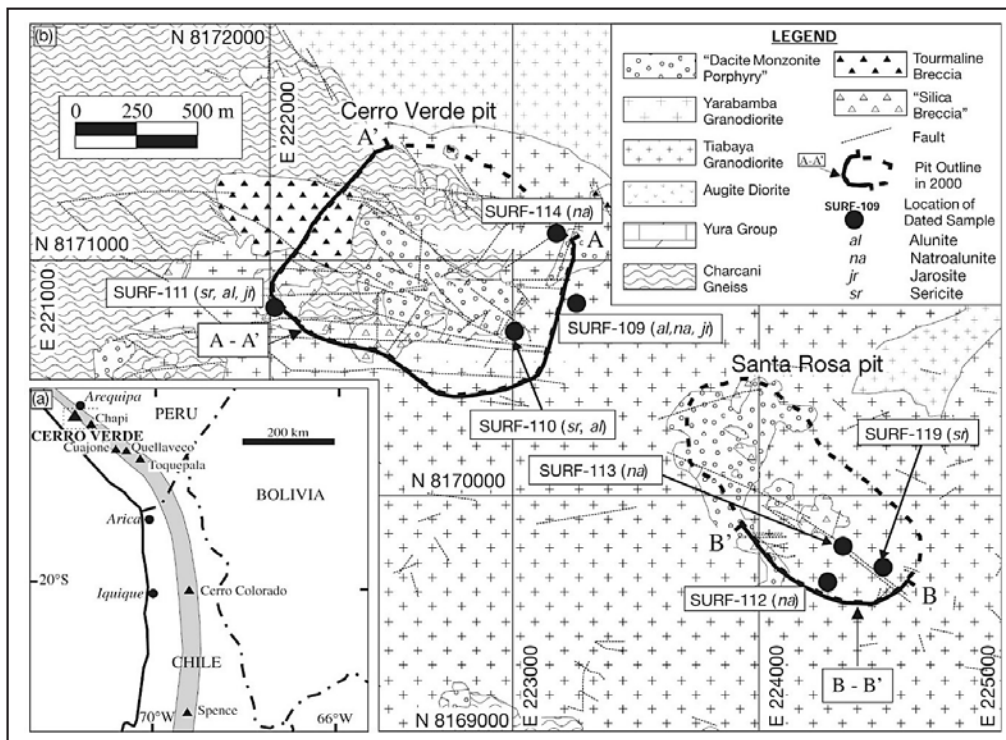 (b)
N 8172000
0 250 500 m
E 222000
Cerro Verde pit
A'
SURF-114 (na)
N 8171000
A
E 221000
SURF-111 (sr, al, ji)
A - A'
SURF-109 (al,na, ji)
SURF-110 (sr, al)
Santa Rosa pit
SURF-119 (sr)
SURF-113 (na)
N 8170000
B'
SURF-112 (na)
B
B - B'
E 223000
E 224000
E 225000
N 8169000
LEGEND
"Dacite Monzonite
Porphyry"
Yarabamba
Granodiorite
Tiabaya
Granodiorite
Augite Diorite
Yura Group
Charcani
Gneiss
Tourmaline
Breccia
"Silica
Breccia"
Fault
A-A'
Pit Outline
in 2000
SURF-109
Location of
Dated Sample
al Alunite
na Natroalunite
jr Jarosite
sr Sericite
(a)
Arequipa
PERU
Chapi
CERRO VERDE
200 km
Cuajone
Quellaveco
Toquepala
BOLIVIA
Arica
20°S
Iquique
Cerro Colorado
CHILE
Spence
70°W
66°W